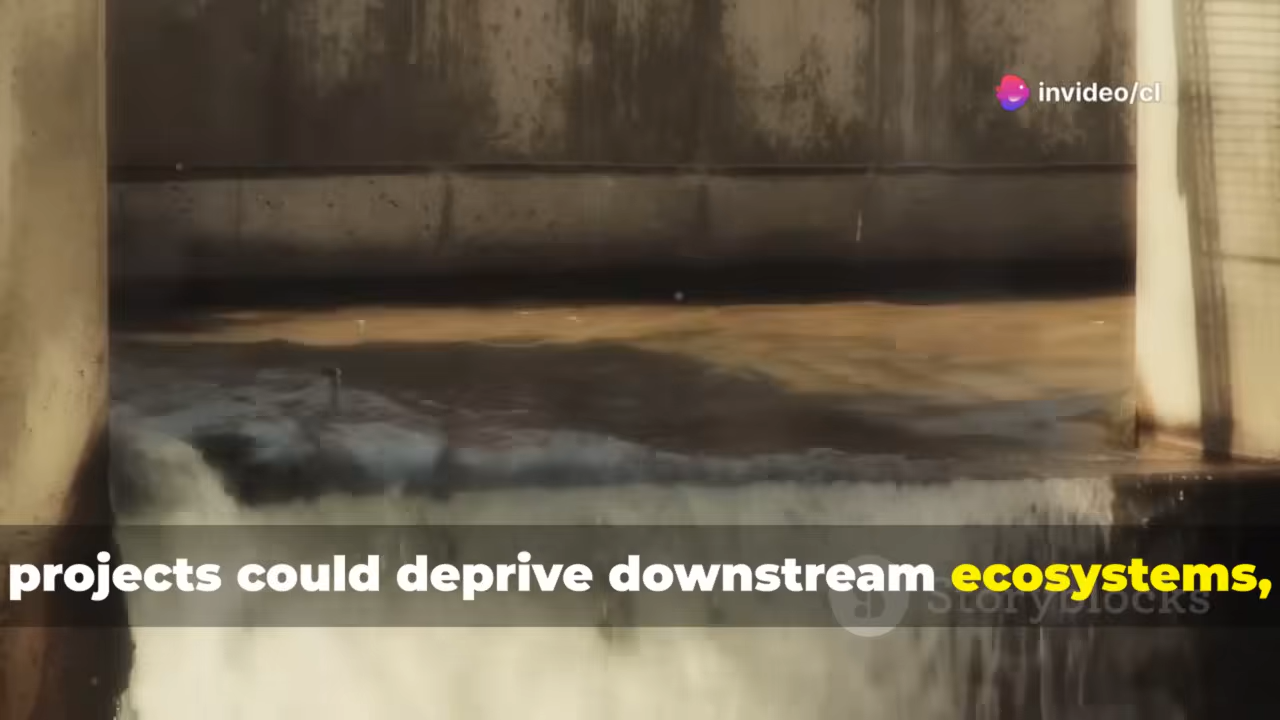 invideo/cl
projects could deprive downstream ecosystems,
Storyblocks